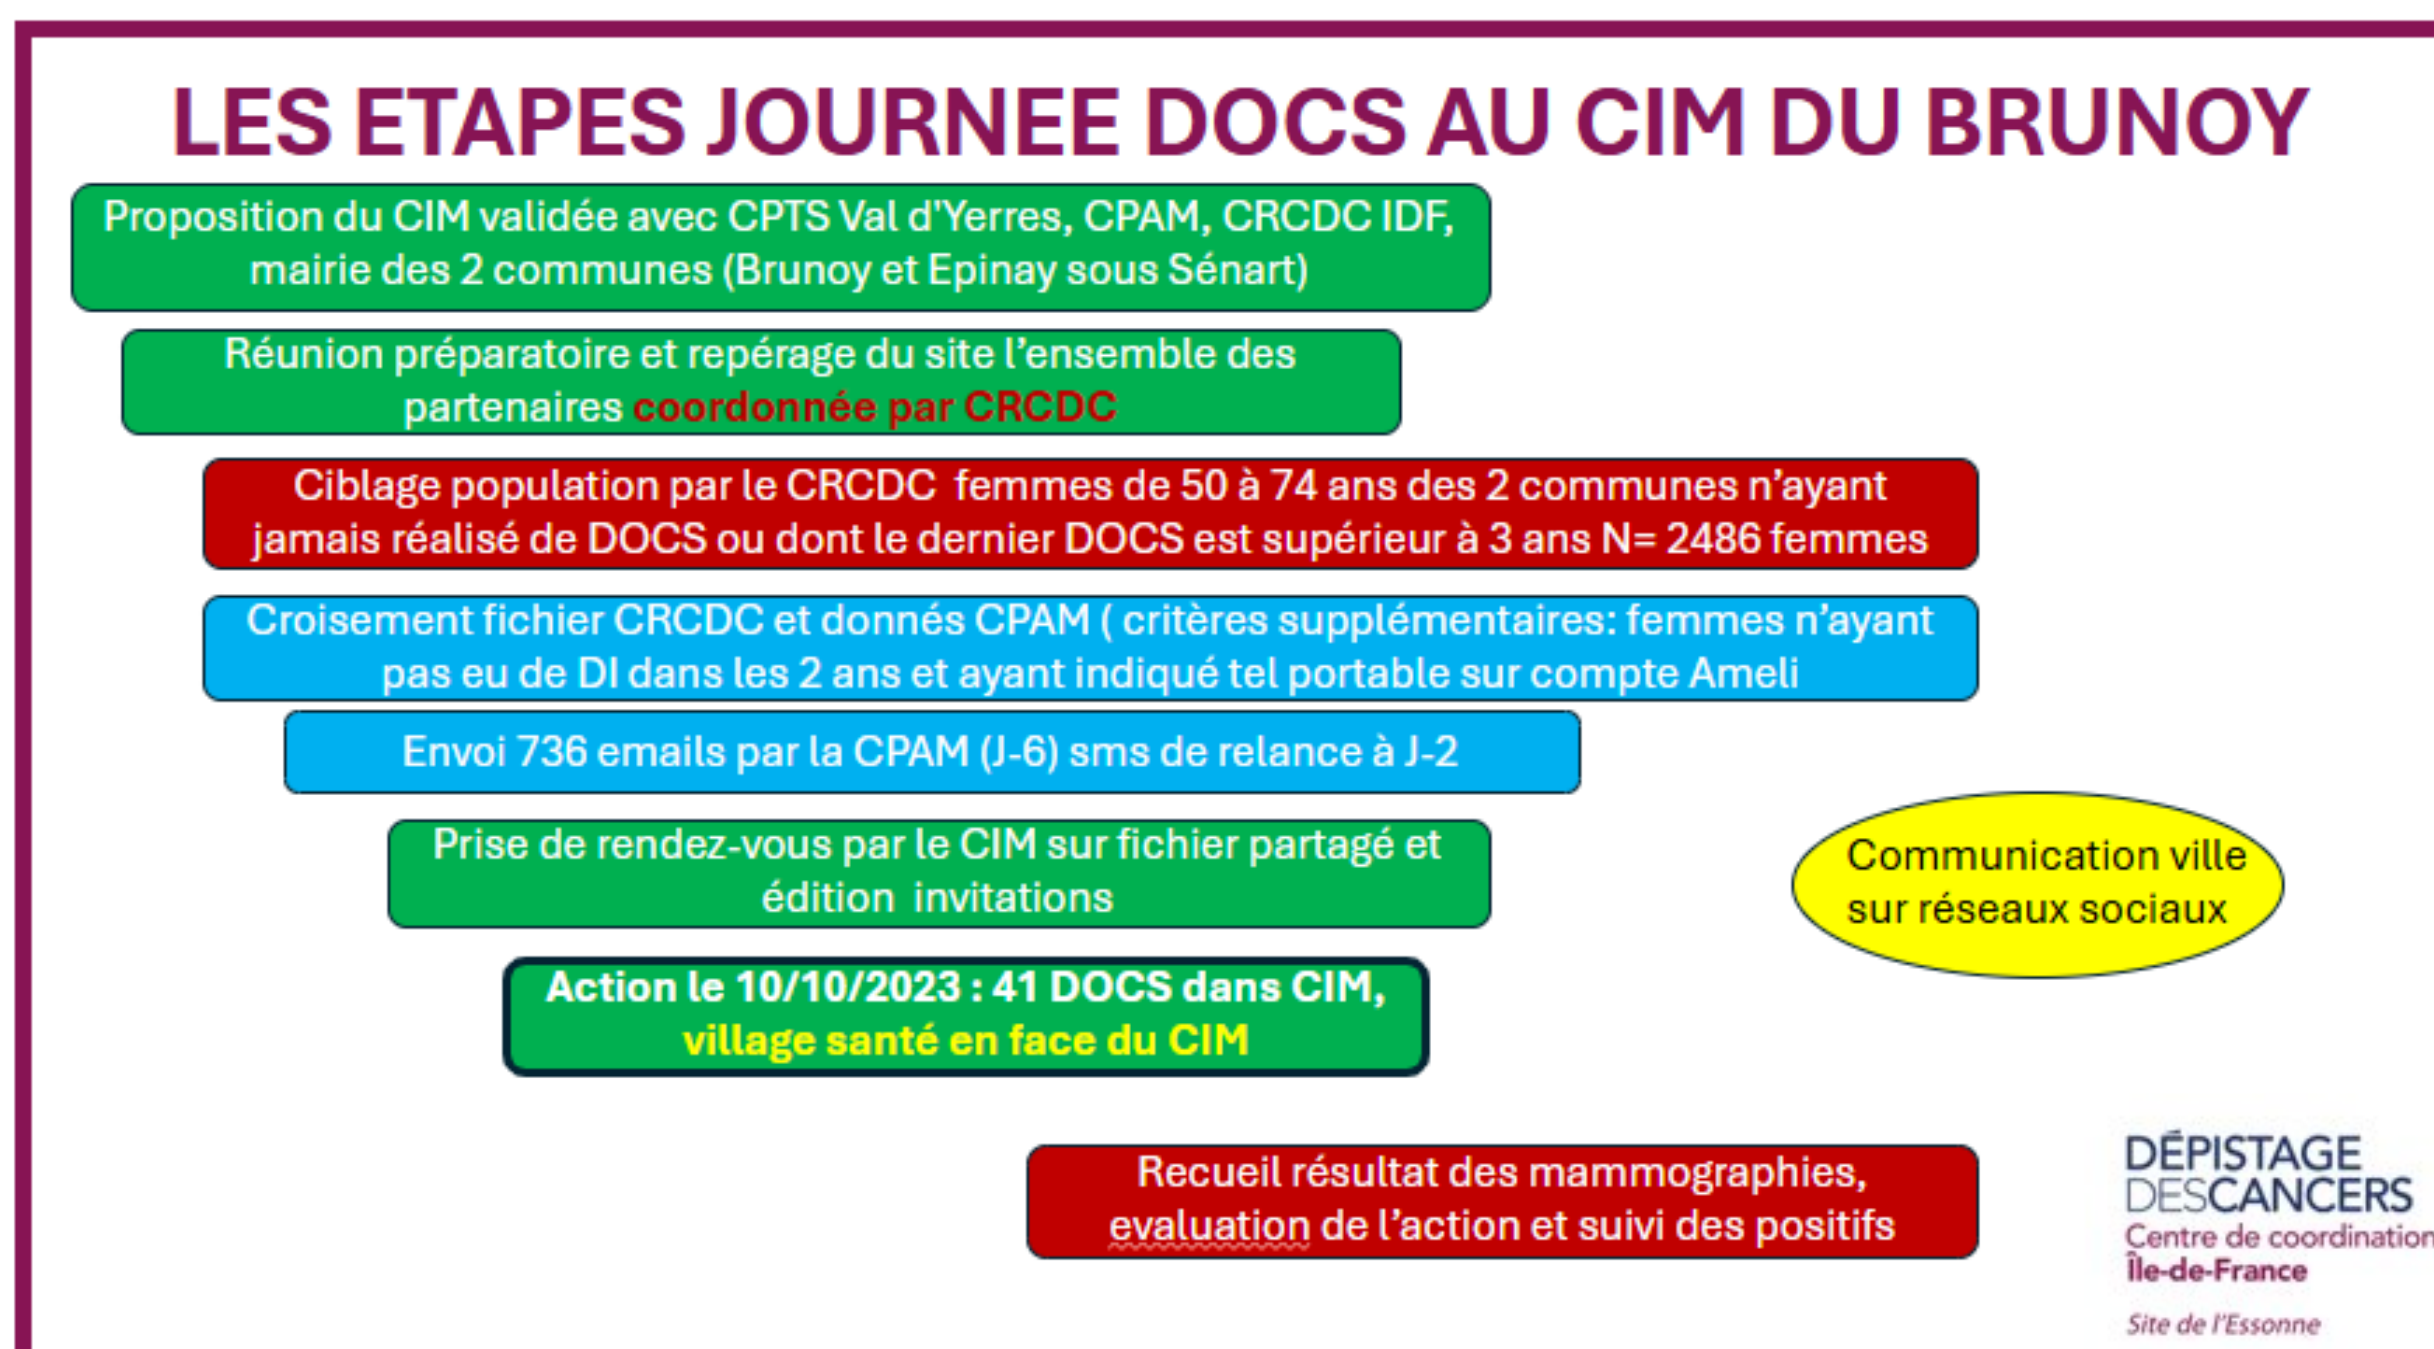 LES ETAPES JOURNEE DOCS AU CIM DU BRUNOY
Proposition du CIM validée avec CPTS Val d'Yerres, CPAM, CRCDC IDF,
mairie des 2 communes (Brunoy et Epinay sous Sénart)
Réunion préparatoire et repérage du site l’ensemble des
partenaires coordonnée par CRCDC
Ciblage population par le CRCDC  femmes de 50 à 74 ans des 2 communes n’ayant
jamais réalisé de DOCS ou dont le dernier DOCS est supérieur à 3 ans N= 2486 femmes
Croisement fichier CRCDC et donnés CPAM ( critères supplémentaires: femmes n’ayant
pas eu de DI dans les 2 ans et ayant indiqué tel portable sur compte Ameli
Envoi 736 emails par la CPAM (J-6) sms de relance à J-2
Prise de rendez-vous par le CIM sur fichier partagé et
édition  invitations
Communication ville
sur réseaux sociaux
Action le 10/10/2023 : 41 DOCS dans CIM,
village santé en face du CIM
Recueil résultat des mammographies,
evaluation de l’action et suivi des positifs
DÉPISTAGE
DESCANCERS
Centre de coordination
Île-de-France
Site de l’Essonne